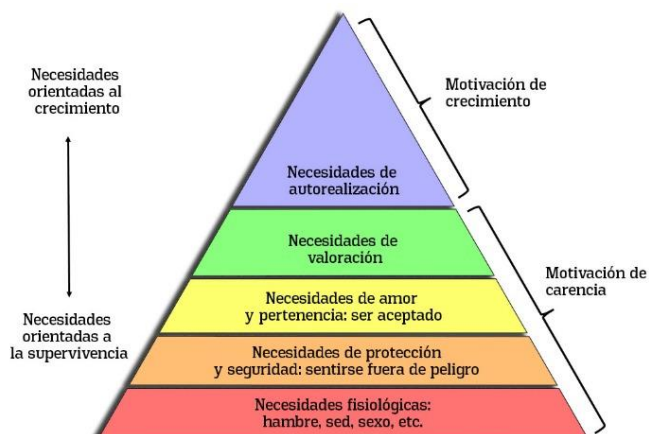 Necesidades
orientadas al
crecimiento
Motivación de
crecimiento
Necesidades de
autorealización
Necesidades de
valoración
Motivación de
carencia
Necesidades de amor
y pertenencia: ser aceptado
Necesidades
orientadas a
la supervivencia
Necesidades de protección
y seguridad: sentirse fuera de peligro
Necesidades fisiológicas:
hambre, sed, sexo, etc.